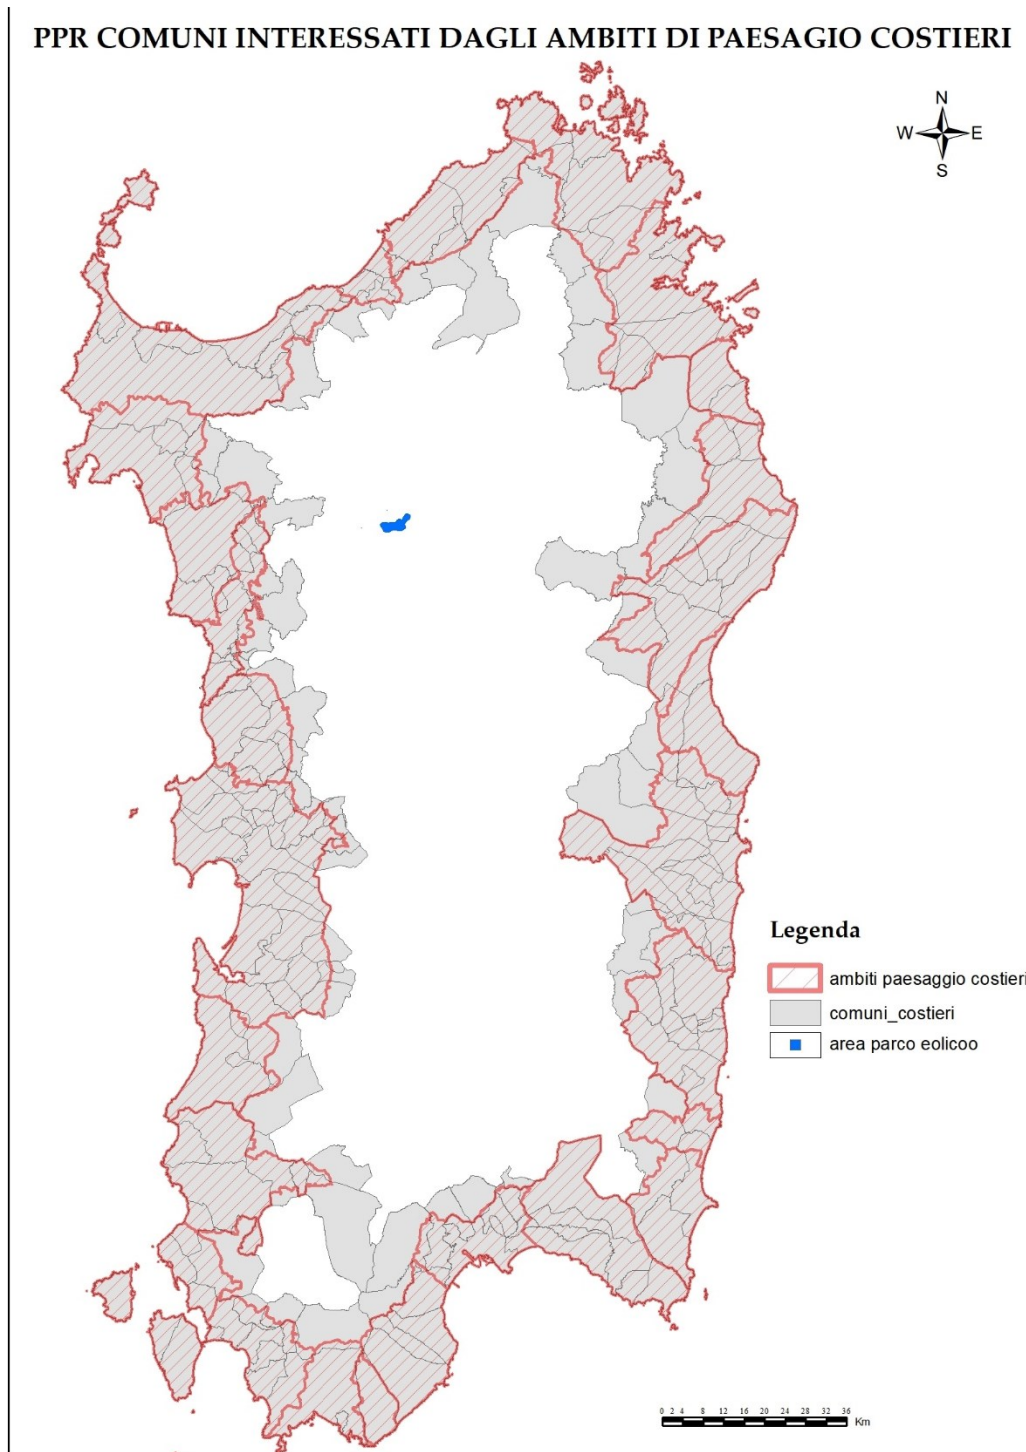 PPR COMUNI INTERESSATI DAGLI AMBITI DI PAESAGIO COSTIERI
N
W E
S
Legenda
ambiti paesaggio costieri
comuni_costieri
area parco eolicoo
0 2 4 8 12 16 20 24 28 32 36
Km